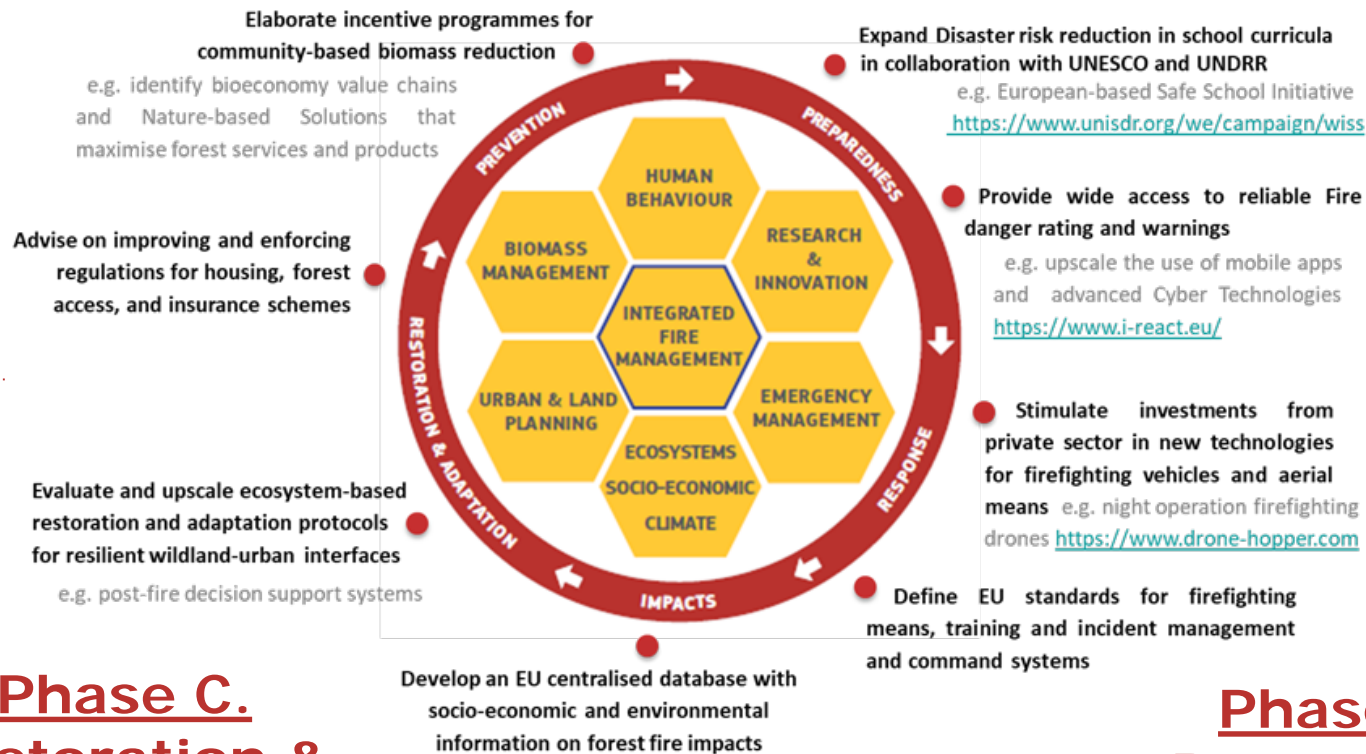 Elaborate incentive programmes for
community-based biomass reduction
e.g. identify bioeconomy value chains
and Nature-based Solutions that
maximise forest services and products
Expand Disaster risk reduction in school curricula
in collaboration with UNESCO and UNDRR
e.g. European-based Safe School Initiative
https://www.unisdr.org/we/campaign/wiss
PREVENTION
PREPAREDNESS
HUMAN
BEHAVIOUR
Provide wide access to reliable Fire
danger rating and warnings
e.g. upscale the use of mobile apps
and advanced Cyber Technologies
https://www.i-react.eu/
Advise on improving and enforcing
regulations for housing, forest
access, and insurance schemes
BIOMASS
MANAGEMENT
RESEARCH
&
INNOVATION
INTEGRATED
FIRE
MANAGEMENT
RESTORATION & ADAPTATION
URBAN & LAND
PLANNING
EMERGENCY
MANAGEMENT
Stimulate investments from
private sector in new technologies
for firefighting vehicles and aerial
means e.g. night operation firefighting
drones https://www.drone-hopper.com
ECOSYSTEMS
SOCIO-ECONOMIC
CLIMATE
RESPONSE
Evaluate and upscale ecosystem-based
restoration and adaptation protocols
for resilient wildland-urban interfaces
e.g. post-fire decision support systems
IMPACTS
Define EU standards for firefighting
means, training and incident management
and command systems
Develop an EU centralised database with
socio-economic and environmental
information on forest fire impacts
Phase C.